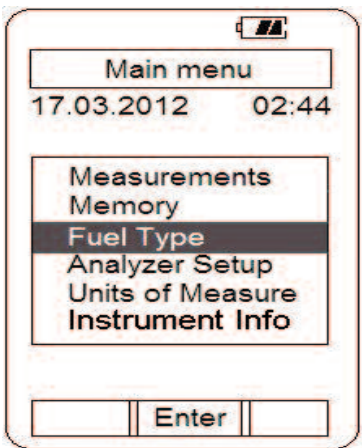 Main menu
17.03.2012 02:44
Measurements
Memory
Fuel Type
Analyzer Setup
Units of Measure
Instrument Info
Enter